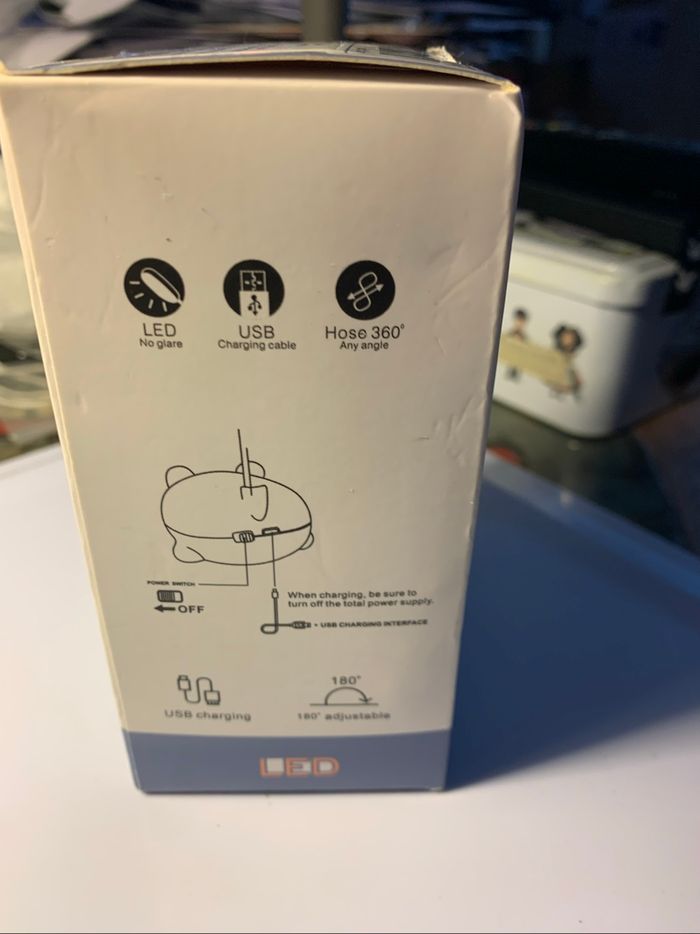 LED
No glare
USB
Charging cable
Hose 360°
Any angle
POWER SWITCH
OFF
When charging, be sure to
turn off the total power supply.
USB CHARGING INTERFACE
USB charging
180°
180° adjustable
LED